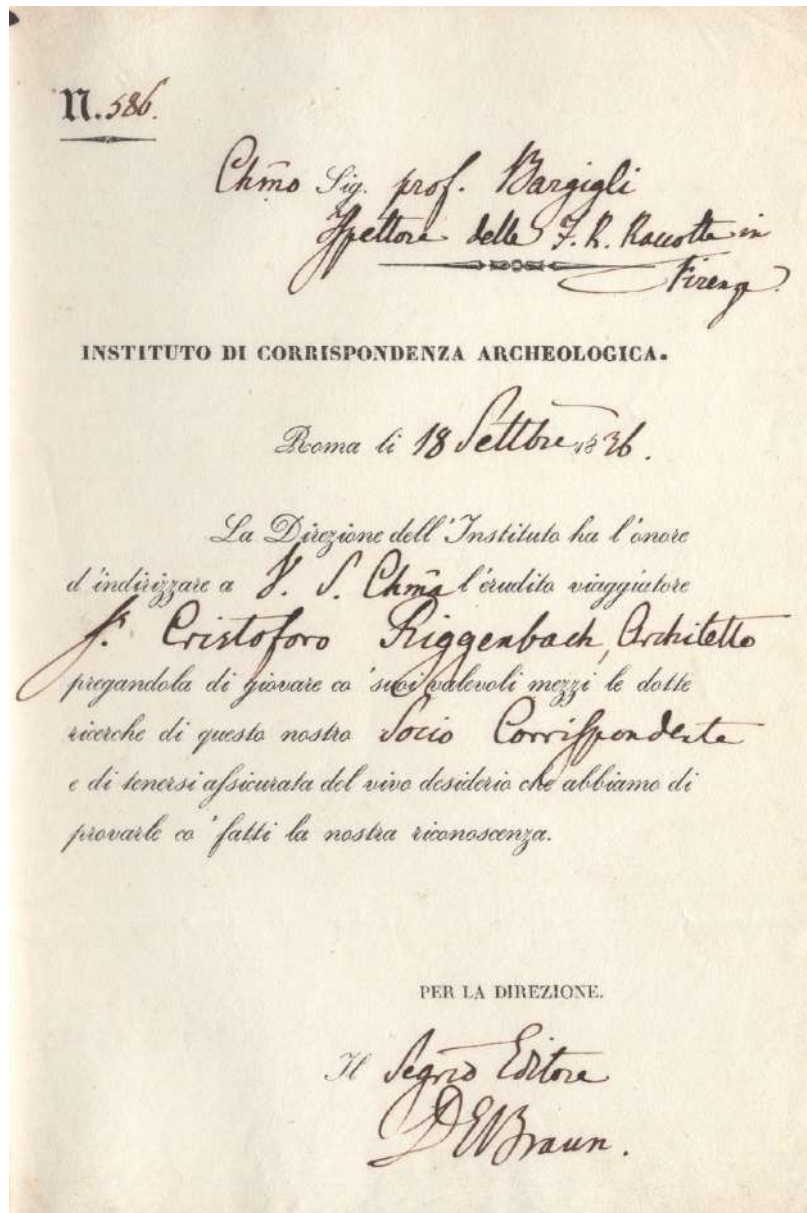 N. 586.
Chmo Sig. prof. Bargigli
Ispettore delle I. R. Raccolte in
Firenze.
INSTITUTO DI CORRISPONDENZA ARCHEOLOGICA.
Roma li 18 Settbre 1836.
La Direzione dell'Instituto ha l'onore
d'indirizzare a V. S. Chma l'erudito viaggiatore
Sr. Cristoforo Riggenbach, Architetto
pregandola di giovare co' suoi valevoli mezzi le dotte
ricerche di questo nostro Socio Corrispondente
e di tenersi assicurata del vivo desiderio che abbiamo di
provarle co' fatti la nostra riconoscenza.
PER LA DIREZIONE.
Il Segrio Editore
DEBraun.